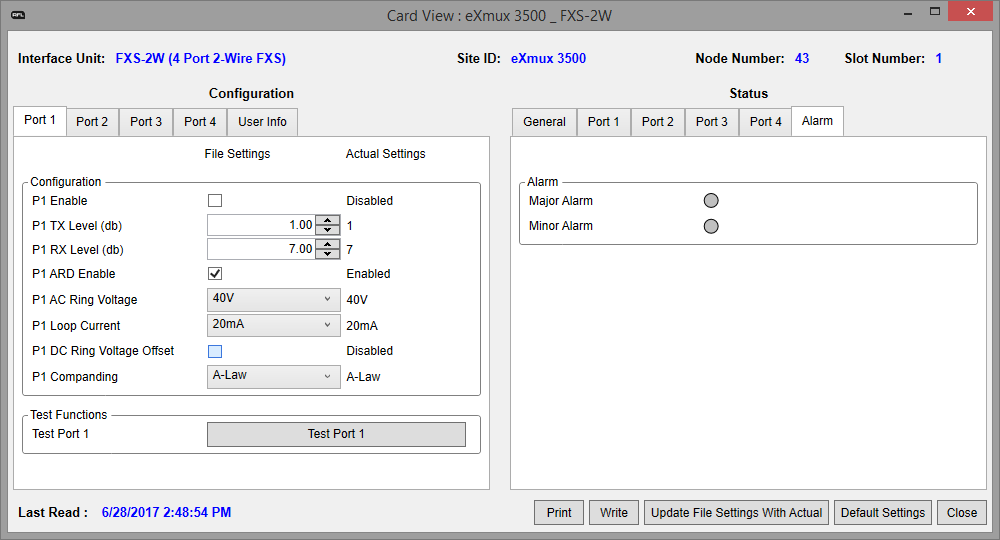 AFL
Card View : eXmux 3500 _ FXS-2W
Interface Unit: FXS-2W (4 Port 2-Wire FXS) Site ID: eXmux 3500 Node Number: 43 Slot Number: 1
Configuration
Port 1 Port 2 Port 3 Port 4 User Info
File Settings Actual Settings
Configuration
P1 Enable Disabled
P1 TX Level (db) 1.00 1
P1 RX Level (db) 7.00 7
P1 ARD Enable Enabled
P1 AC Ring Voltage 40V 40V
P1 Loop Current 20mA 20mA
P1 DC Ring Voltage Offset Disabled
P1 Companding A-Law A-Law
Test Functions
Test Port 1 Test Port 1
Status
General Port 1 Port 2 Port 3 Port 4 Alarm
Alarm
Major Alarm
Minor Alarm
Last Read : 6/28/2017 2:48:54 PM
Print Write Update File Settings With Actual Default Settings Close